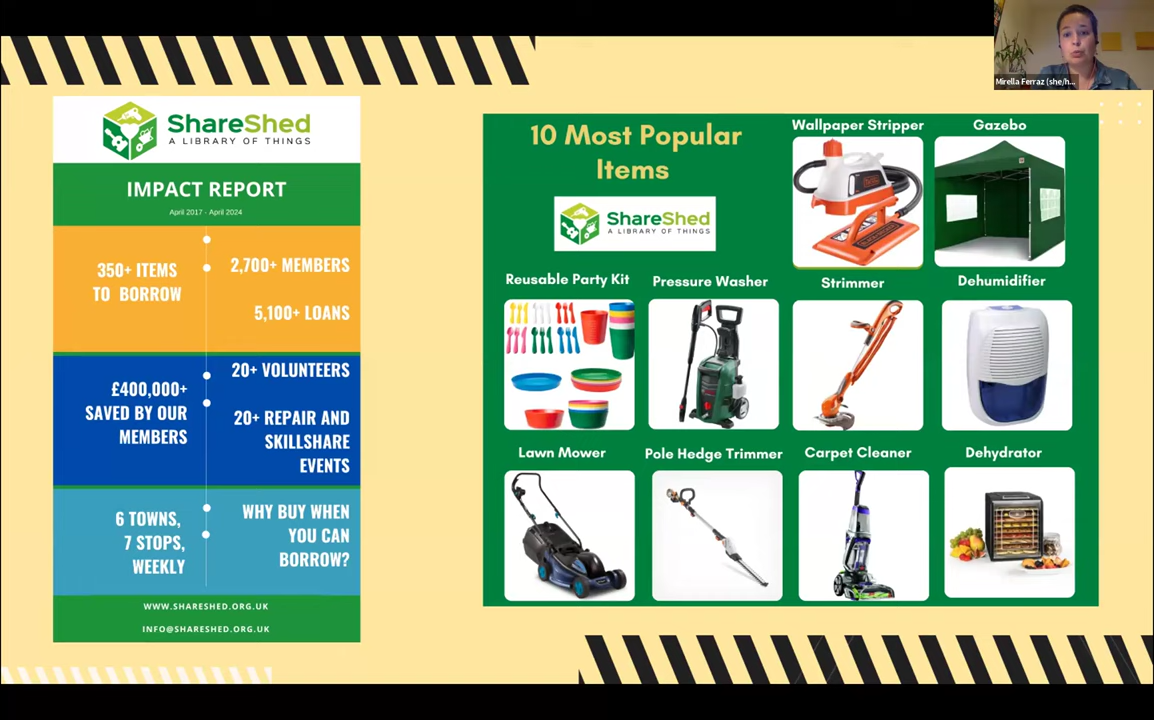 Mirella Ferraz (she/h...
ShareShed
A LIBRARY OF THINGS
IMPACT REPORT
April 2017 - April 2024
350+ ITEMS
TO BORROW
2,700+ MEMBERS
5,100+ LOANS
£400,000+
SAVED BY OUR
MEMBERS
20+ VOLUNTEERS
20+ REPAIR AND
SKILLSHARE
EVENTS
6 TOWNS,
7 STOPS,
WEEKLY
WHY BUY WHEN
YOU CAN
BORROW?
WWW.SHARESHED.ORG.UK
INFO@SHARESHED.ORG.UK
10 Most Popular
Items
ShareShed
A LIBRARY OF THINGS
Wallpaper Stripper
Gazebo
Reusable Party Kit
Pressure Washer
Strimmer
Dehumidifier
Lawn Mower
Pole Hedge Trimmer
Carpet Cleaner
Dehydrator